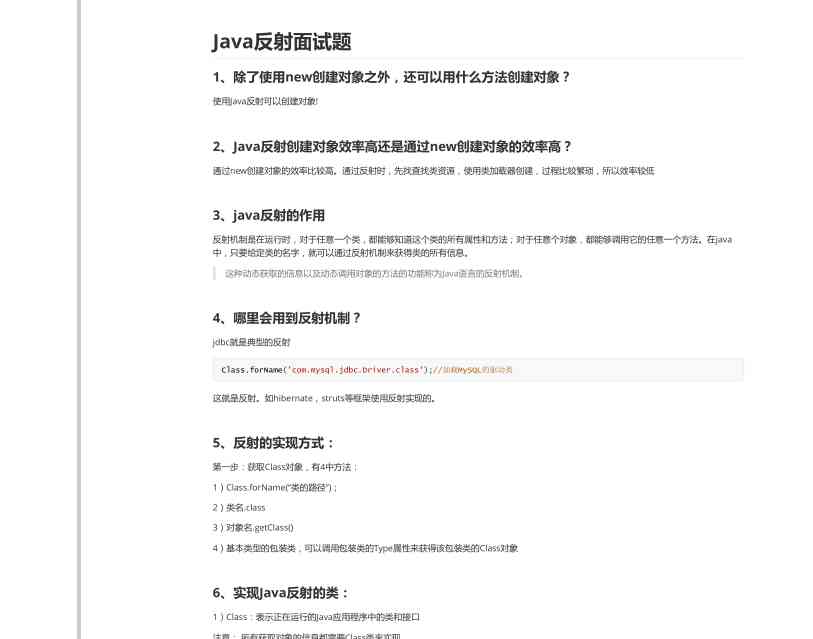 Java反射面试题
1、除了使用new创建对象之外，还可以用什么方法创建对象？
使用Java反射可以创建对象!
2、Java反射创建对象效率高还是通过new创建对象的效率高？
通过new创建对象的效率比较高。通过反射时，先找查找类资源，使用类加载器创建，过程比较繁琐，所以效率较低
3、java反射的作用
反射机制是在运行时，对于任意一个类，都能够知道这个类的所有属性和方法；对于任意个对象，都能够调用它的任意一个方法。在java
中，只要给定类的名字，就可以通过反射机制来获得类的所有信息。
这种动态获取的信息以及动态调用对象的方法的功能称为Java语言的反射机制。
4、哪里会用到反射机制？
jdbc就是典型的反射
Class.forName('com.mysql.jdbc.Driver.class');//加载MySQL的驱动类
这就是反射。如hibernate，struts等框架使用反射实现的。
5、反射的实现方式：
第一步：获取Class对象，有4中方法：
1）Class.forName(“类的路径”)；
2）类名.class
3）对象名.getClass()
4）基本类型的包装类，可以调用包装类的Type属性来获得该包装类的Class对象
6、实现Java反射的类：
1）Class：表示正在运行的Java应用程序中的类和接口
注意： 所有获取对象的信息都需要Class类来实现